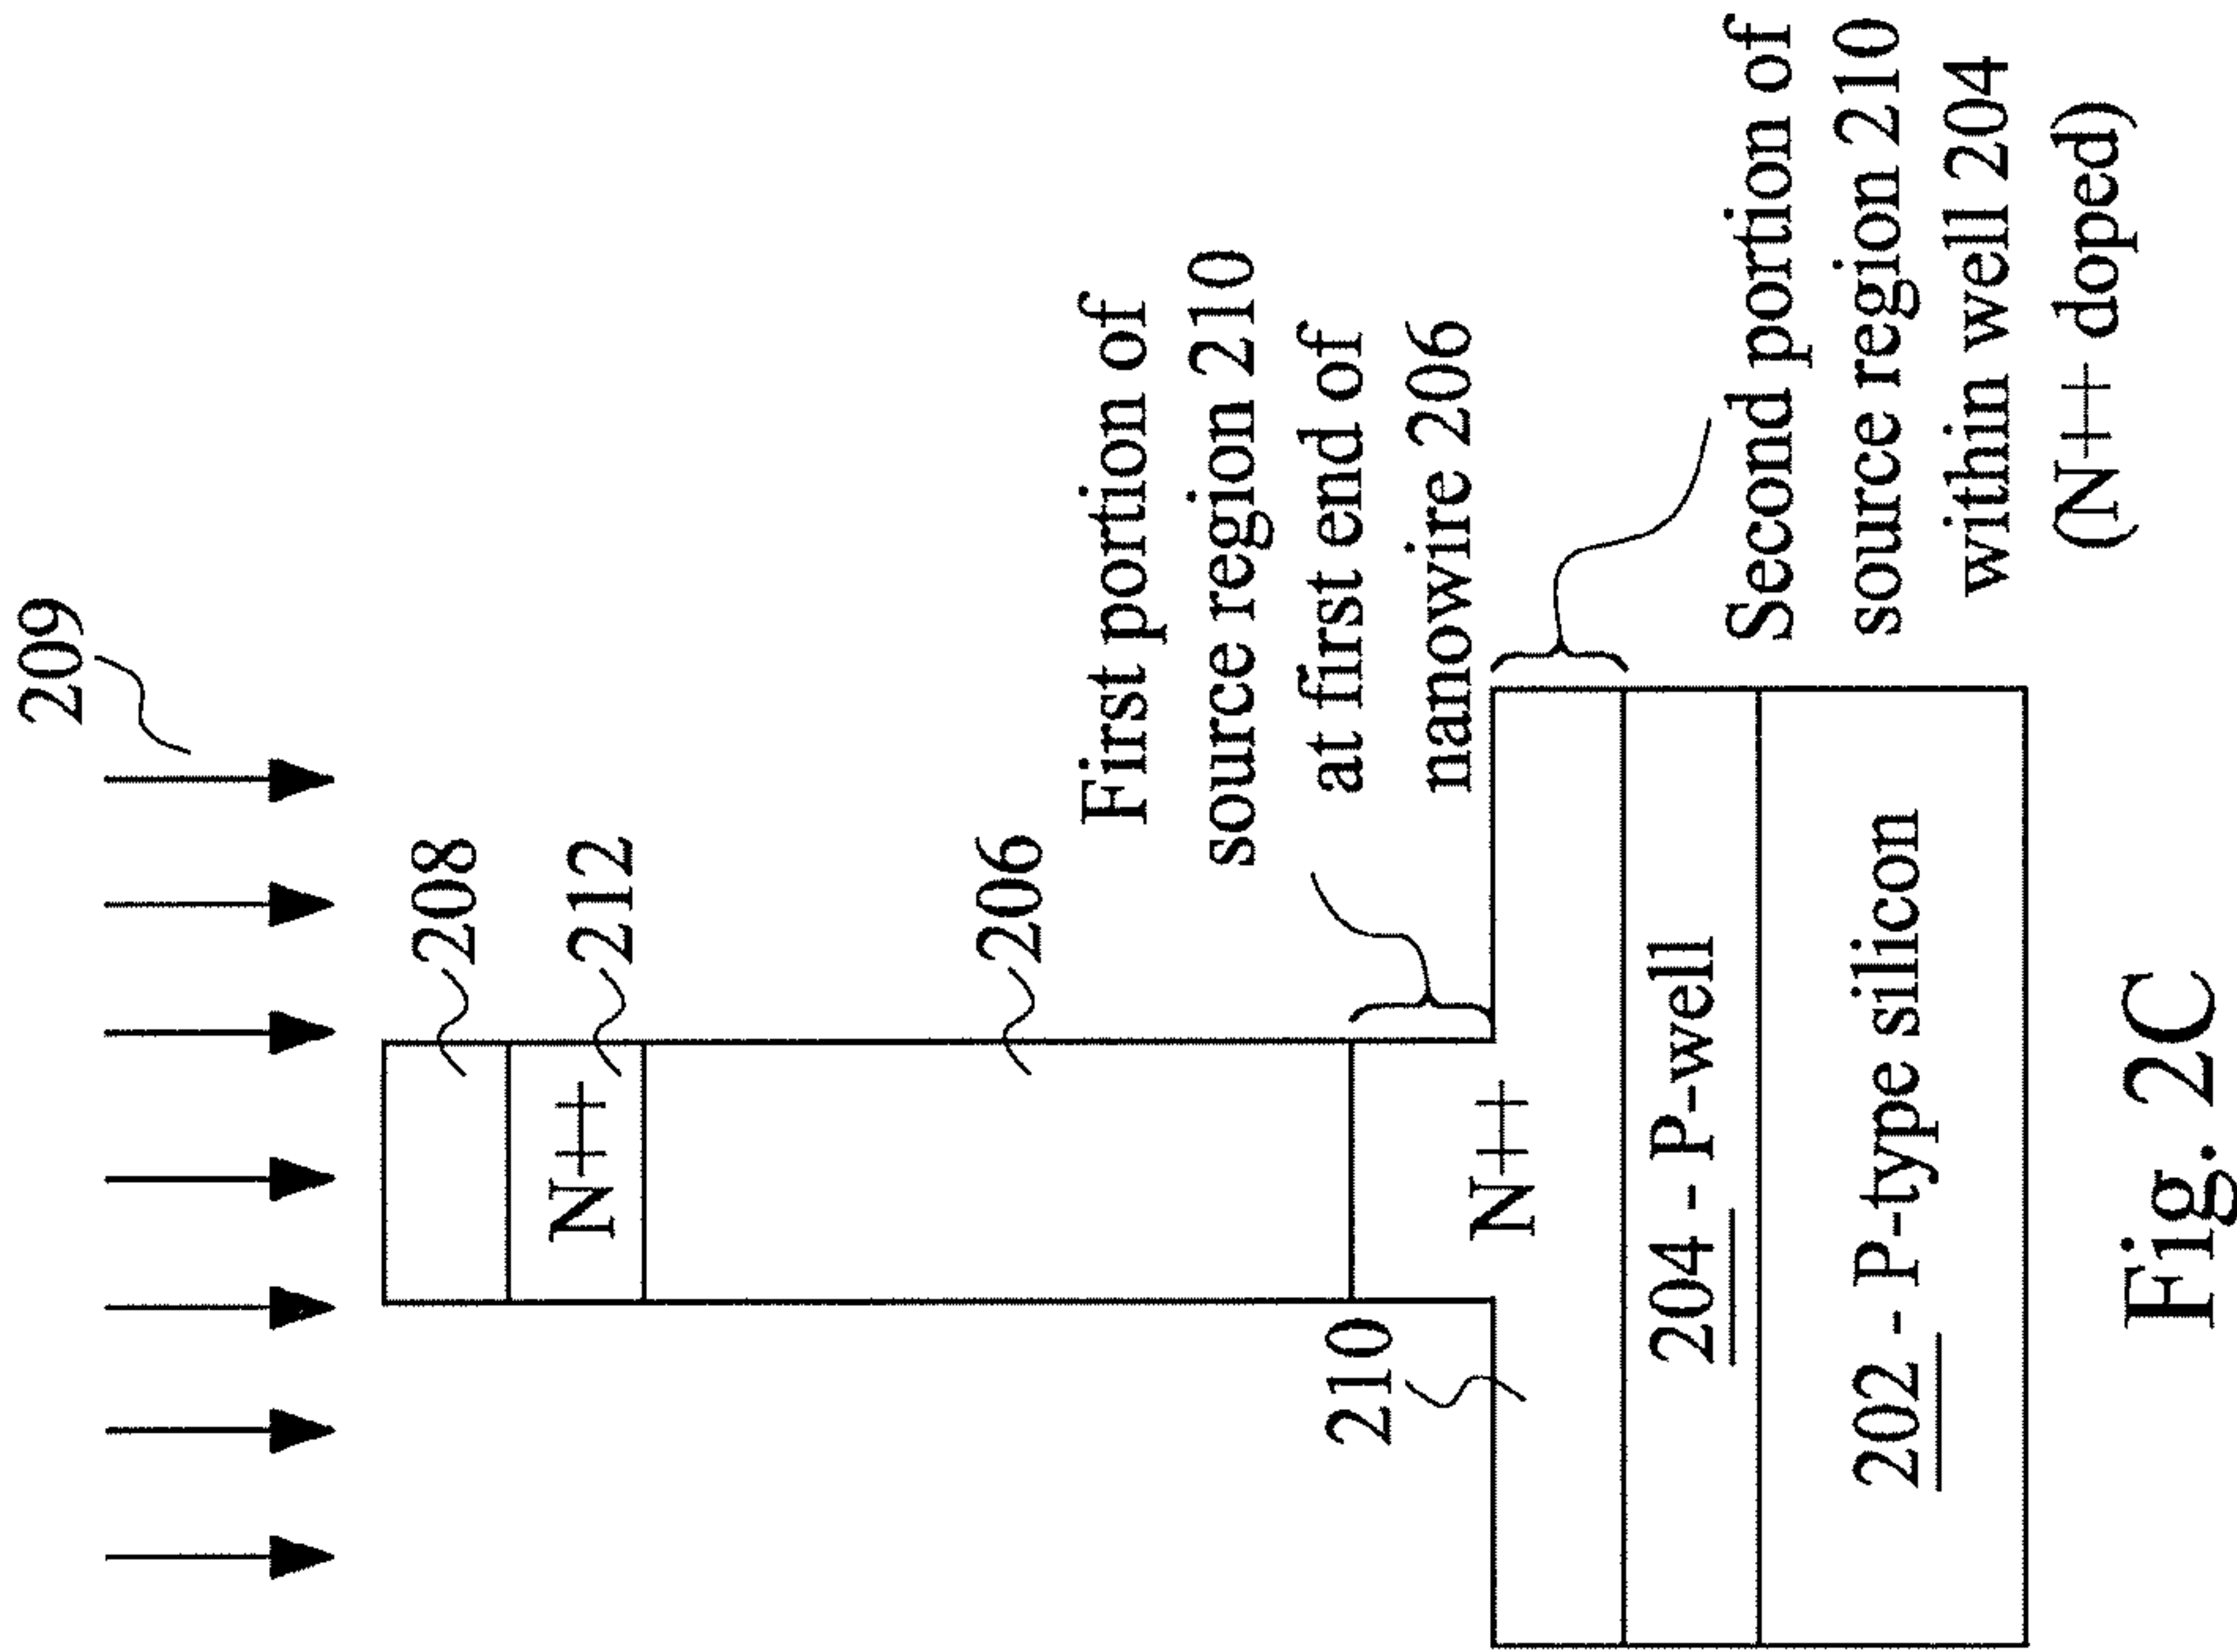 209
208
N++
212
206
First portion of
source region 210
at first end of
nanowire 206
210
N++
204 - P-well
202 - P-type silicon
Second portion of
source region 210
within well 204
(N++ doped)
Fig. 2C